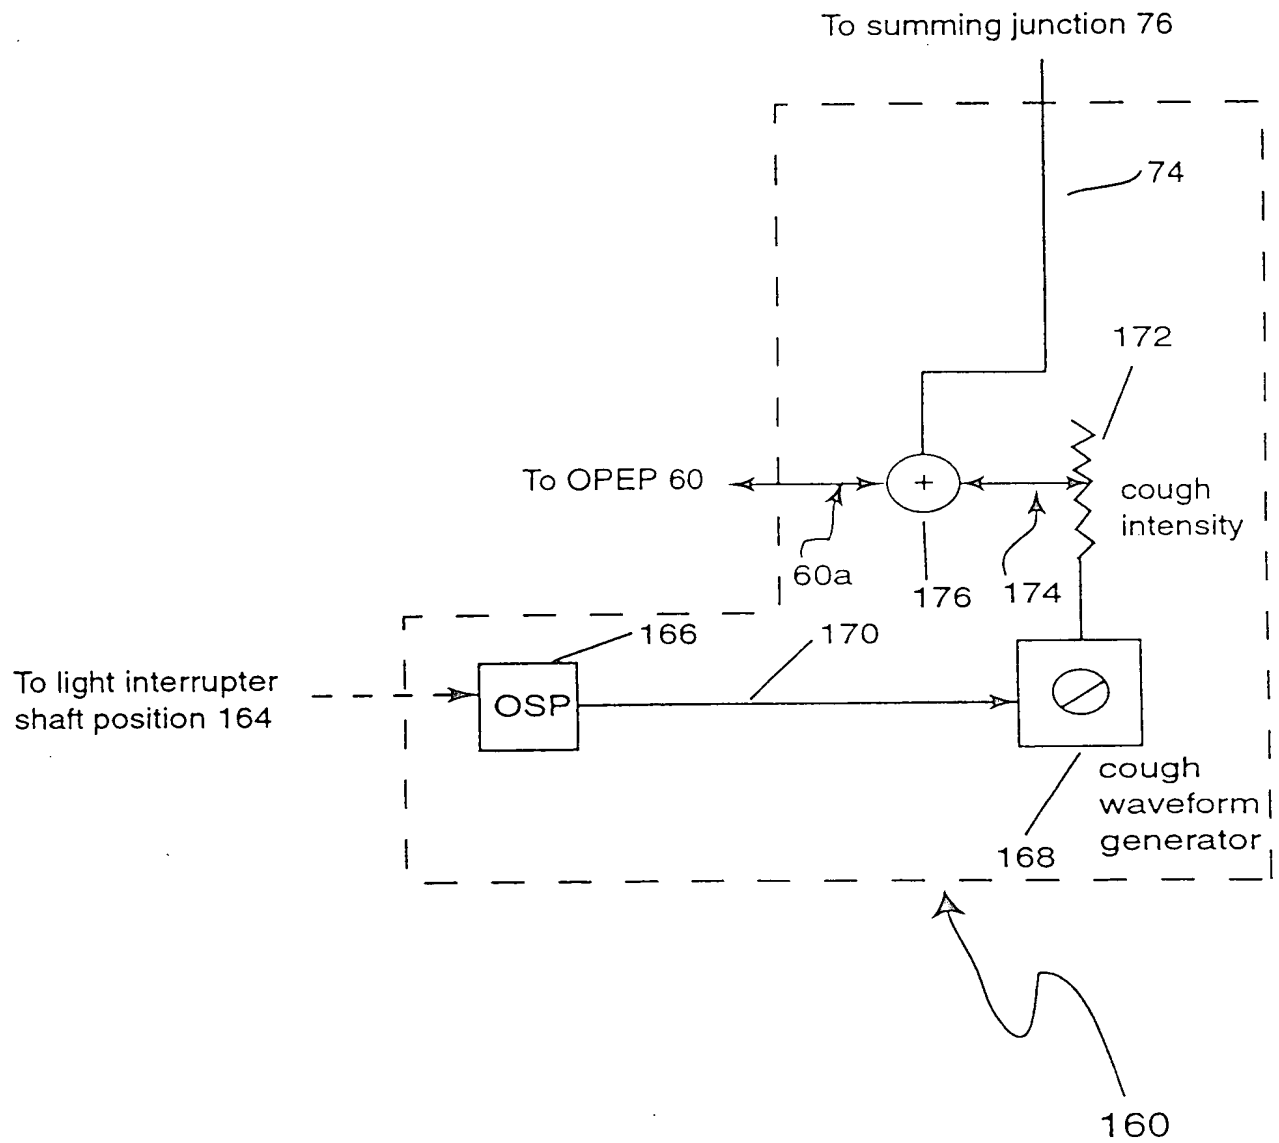 To summing junction 76
74
172
To OPEP 60
+
cough
intensity
60a
176
174
166
170
To light interrupter
shaft position 164
OSP
cough
waveform
generator
168
160